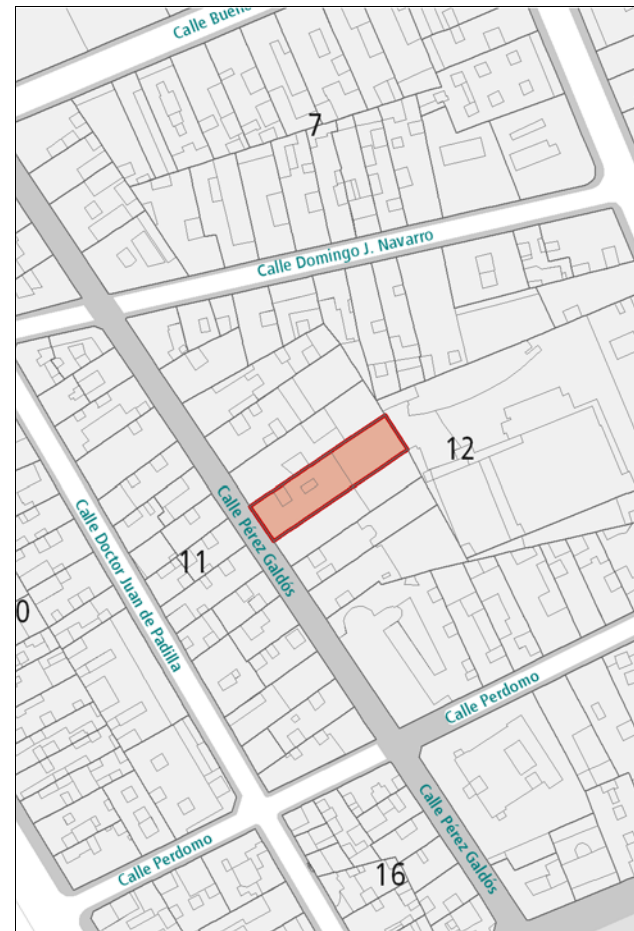 Calle Bueno
7
Calle Domingo J. Navarro
12
Calle Pérez Galdós
11
Calle Doctor Juan de Padilla
0
Calle Perdomo
Calle Pérez Galdós
Calle Perdomo
16